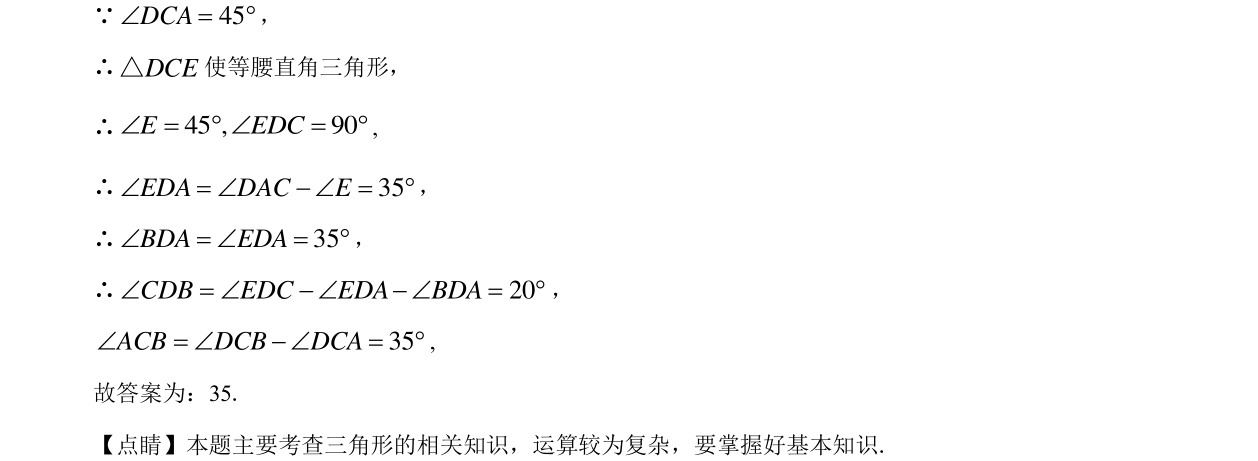 ∵ ∠DCA = 45°，
∴ △DCE 使等腰直角三角形，
∴ ∠E = 45°,∠EDC = 90°，
∴ ∠EDA = ∠DAC − ∠E = 35°，
∴ ∠BDA = ∠EDA = 35°，
∴ ∠CDB = ∠EDC − ∠EDA − ∠BDA = 20°，
∠ACB = ∠DCB − ∠DCA = 35°，
故答案为：35.
【点睛】本题主要考查三角形的相关知识，运算较为复杂，要掌握好基本知识.